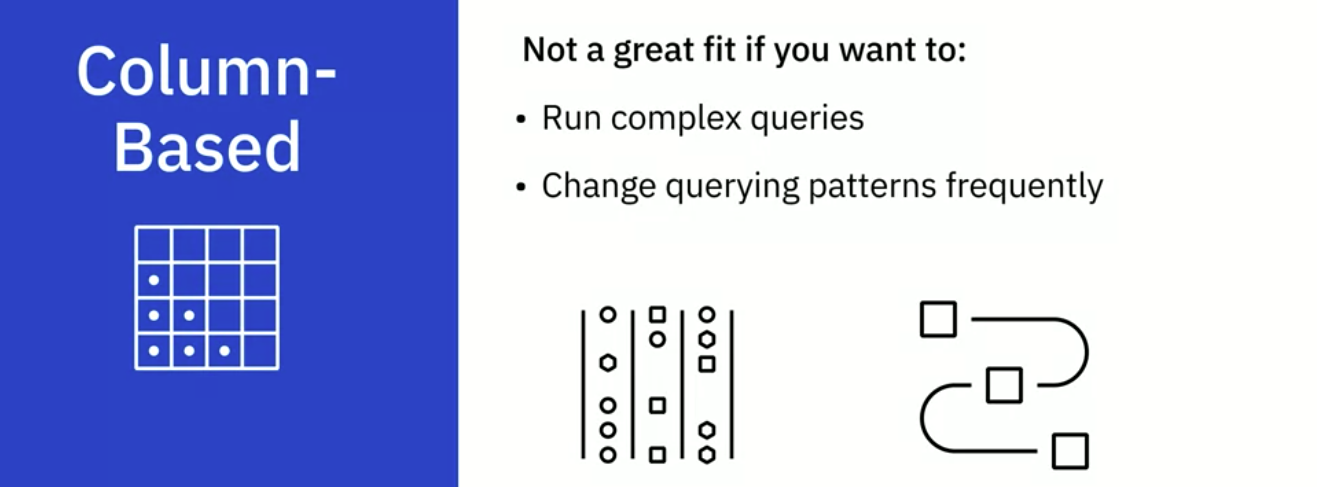 Column-
Based
Not a great fit if you want to:
• Run complex queries
• Change querying patterns frequently